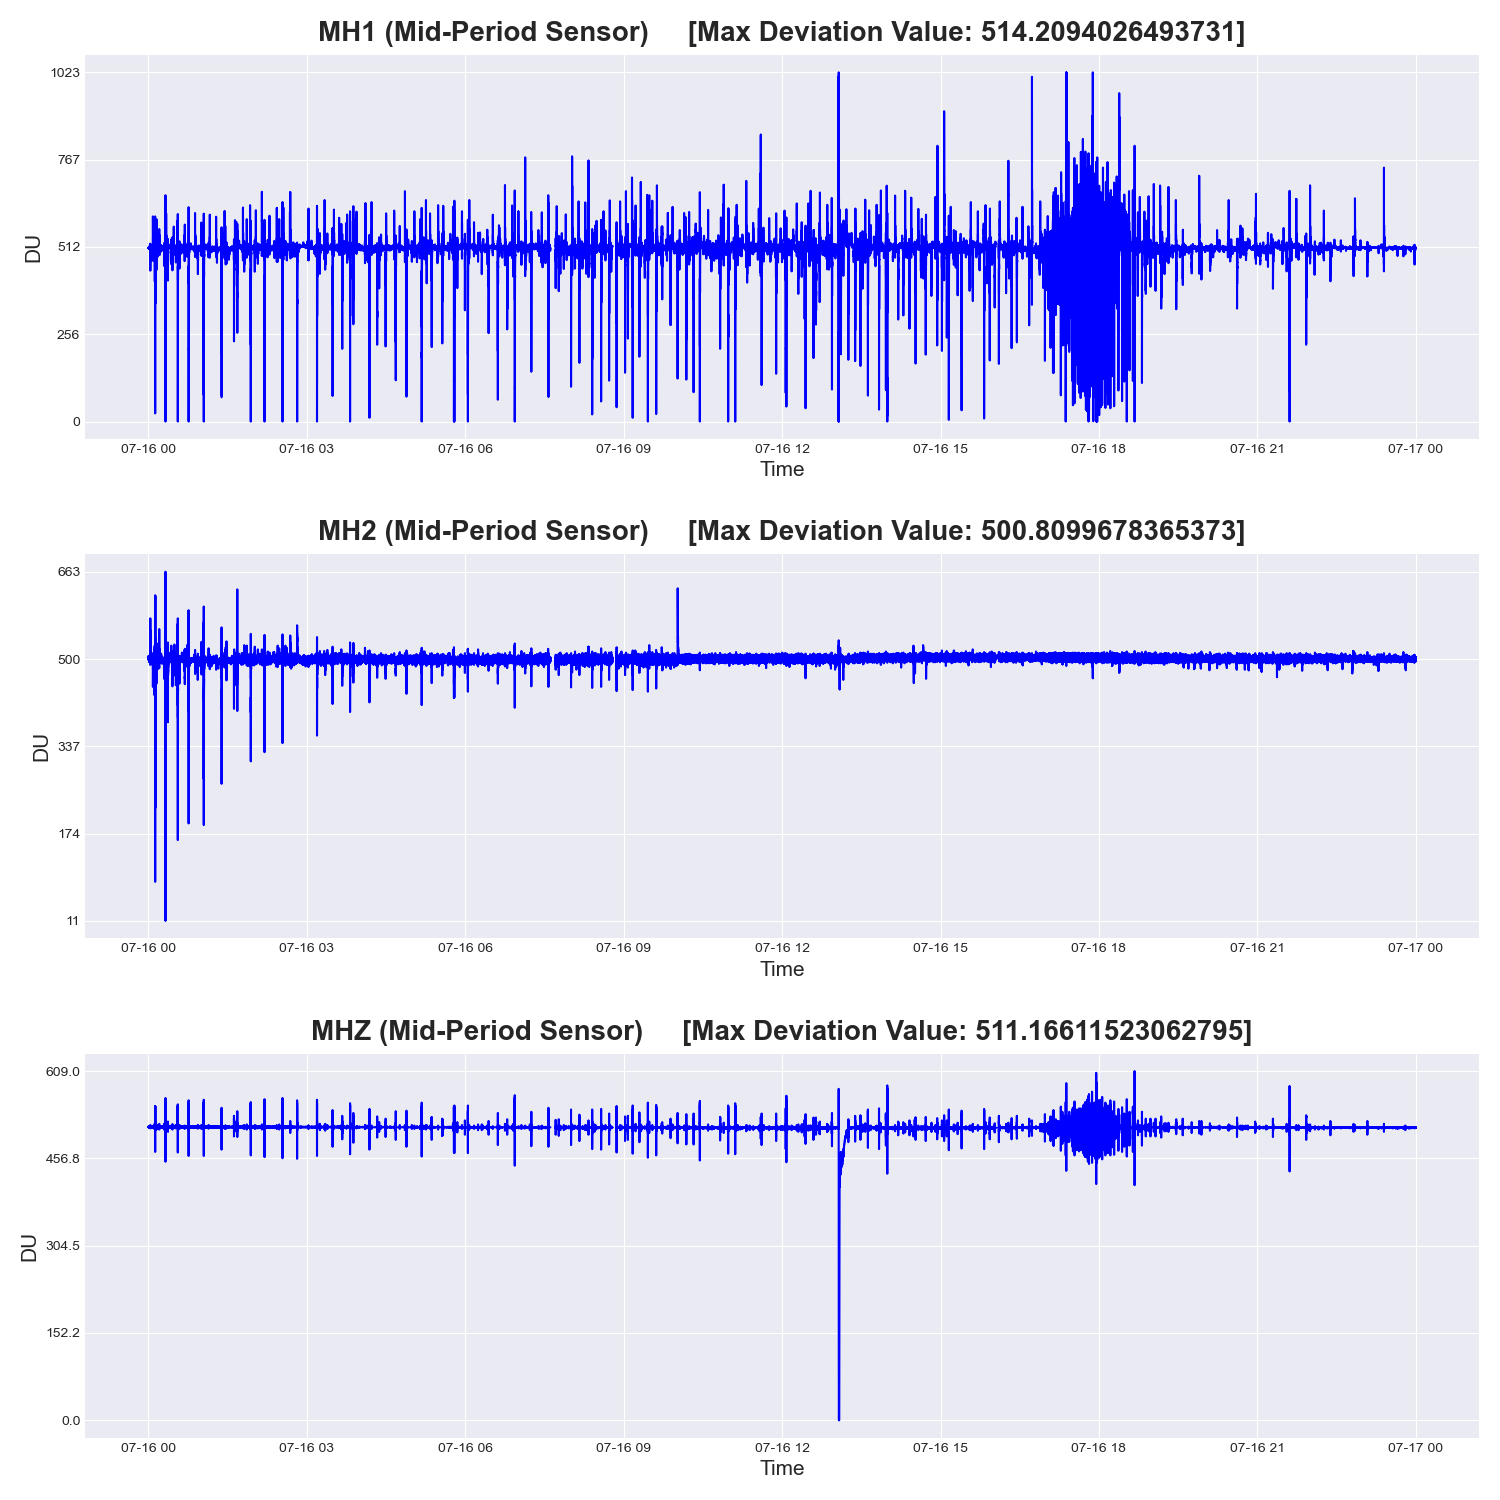 MH1 (Mid-Period Sensor) [Max Deviation Value: 514.2094026493731]
1023
767
512
256
0
DU
07-16 00 07-16 03 07-16 06 07-16 09 07-16 12 07-16 15 07-16 18 07-16 21 07-17 00
Time
MH2 (Mid-Period Sensor) [Max Deviation Value: 500.8099678365373]
663
500
337
174
11
DU
07-16 00 07-16 03 07-16 06 07-16 09 07-16 12 07-16 15 07-16 18 07-16 21 07-17 00
Time
MHZ (Mid-Period Sensor) [Max Deviation Value: 511.16611523062795]
609.0
456.8
304.5
152.2
0.0
DU
07-16 00 07-16 03 07-16 06 07-16 09 07-16 12 07-16 15 07-16 18 07-16 21 07-17 00
Time